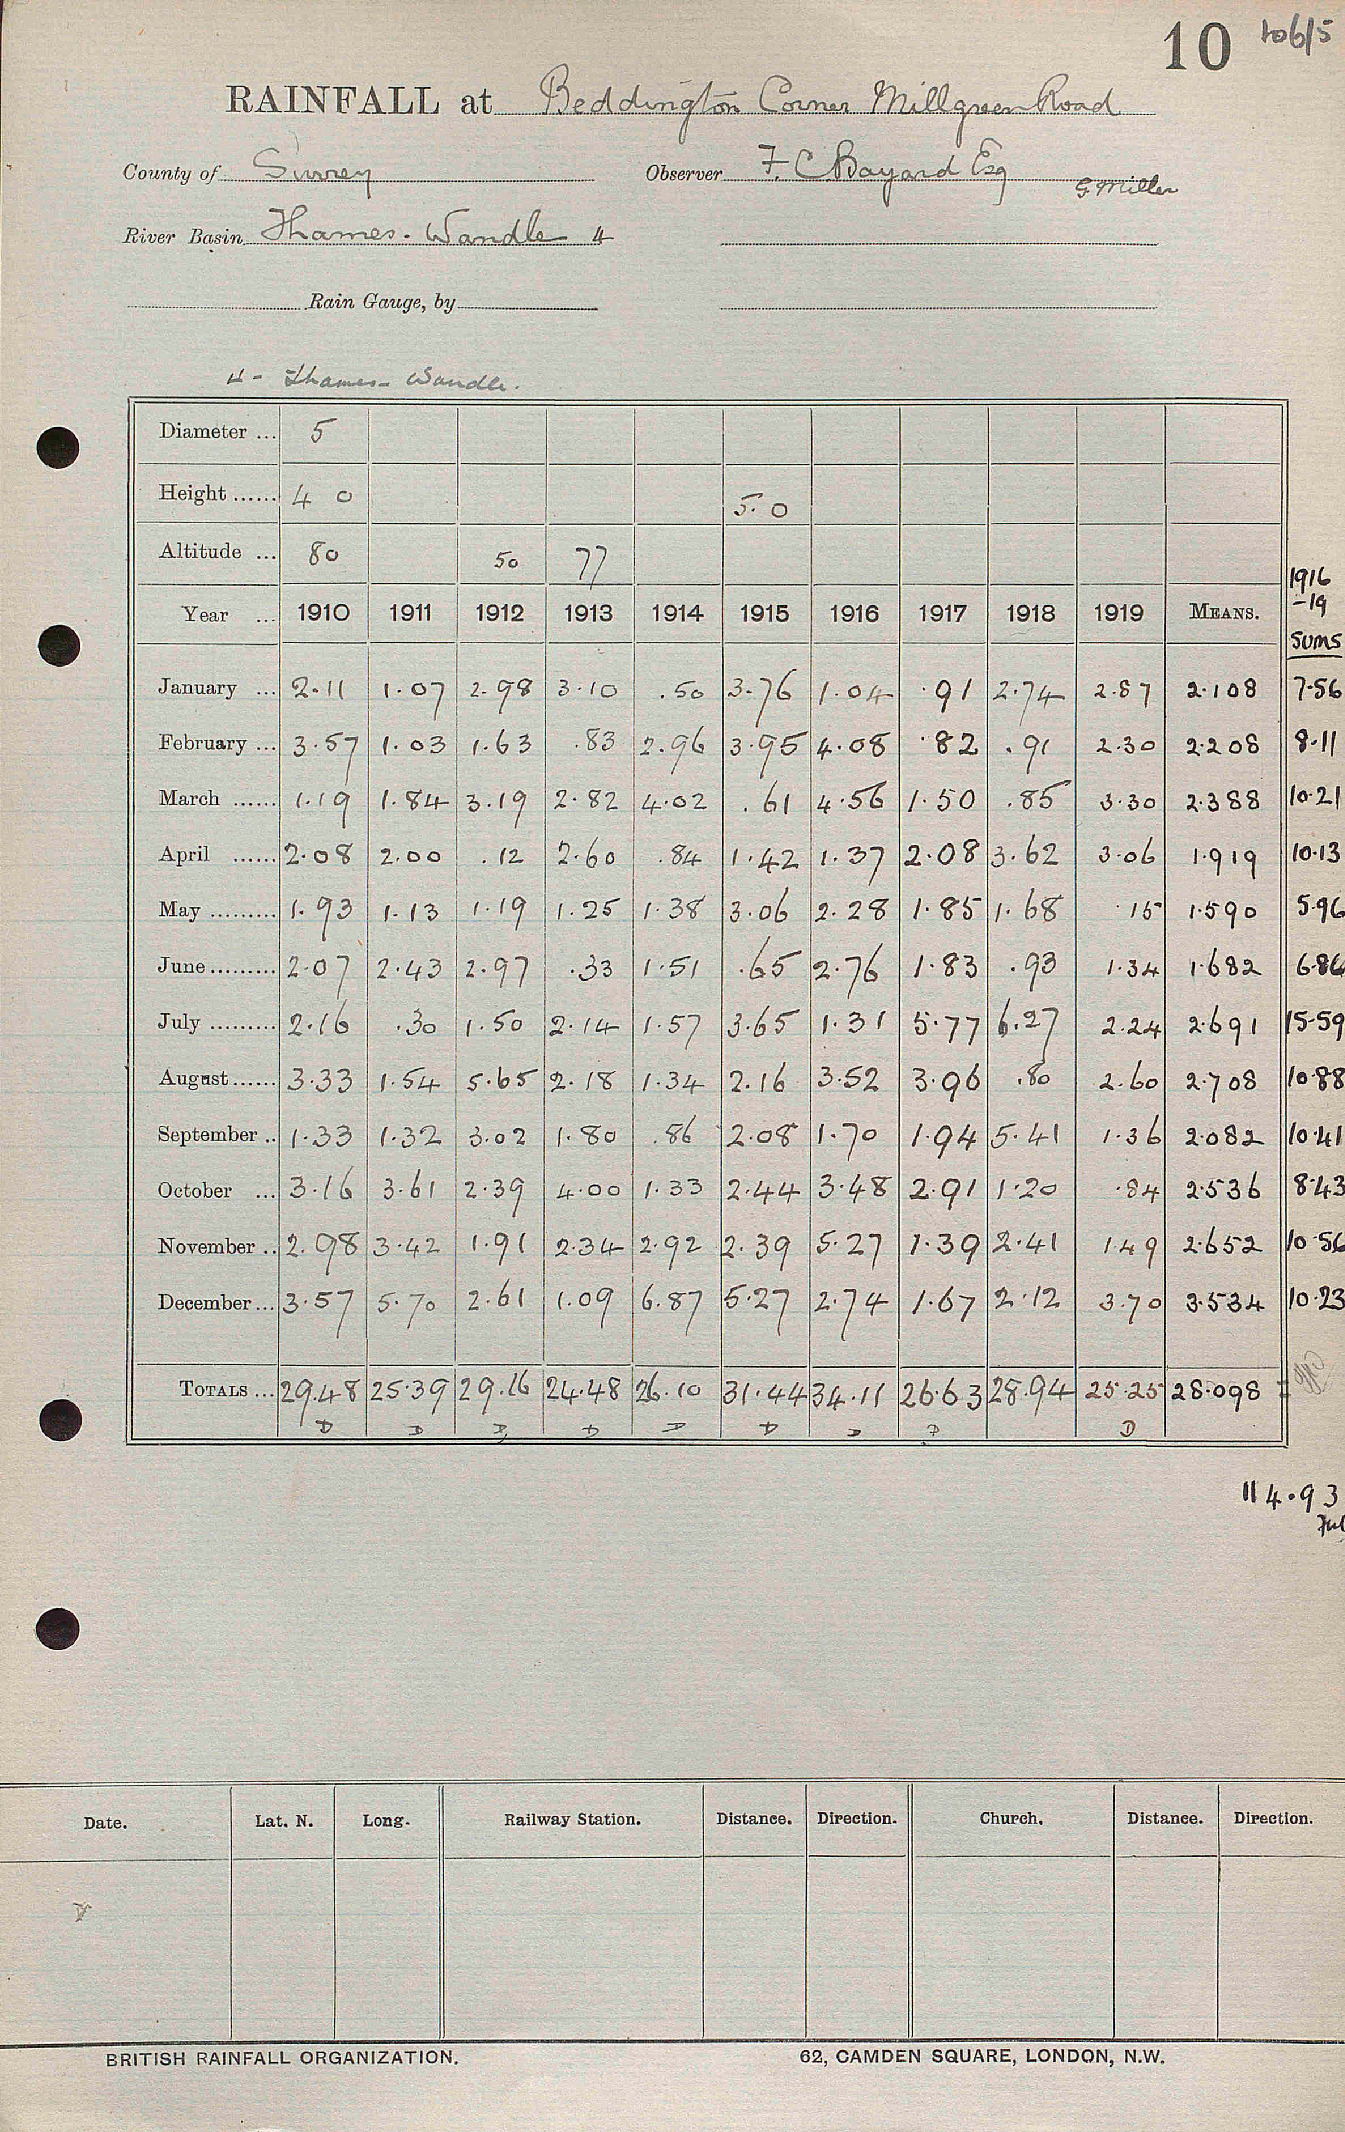 10 106/5
RAINFALL at Beddington Corner Millgreen Road
County of Surrey Observer F. C Bayard Esq G Miller
River Basin Thames. Wandle 4
Rain Gauge, by
4 - Thames - Wandle.
Diameter ... 5
Height ...... 4 0 5. 0
Altitude ... 80 50 77
1916
-19
Year ... 1910 1911 1912 1913 1914 1915 1916 1917 1918 1919 MEANS.
Sums
January ... 2.11 1.07 2.98 3.10 .50 3.76 1.04 .91 2.74 2.87 2.108 7.56
February ... 3.57 1.03 1.63 .83 2.96 3.95 4.08 .82 .91 2.30 2.208 8.11
March ...... 1.19 1.84 3.19 2.82 4.02 .61 4.56 1.50 .85 3.30 2.388 10.21
April ...... 2.08 2.00 .12 2.60 .84 1.42 1.37 2.08 3.62 3.06 1.919 10.13
May ......... 1.93 1.13 1.19 1.25 1.38 3.06 2.28 1.85 1.68 .15 1.590 5.96
June ......... 2.07 2.43 2.97 .33 1.51 .65 2.76 1.83 .93 1.34 1.682 6.86
July ......... 2.16 .30 1.50 2.14 1.57 3.65 1.31 5.77 6.27 2.24 2.691 15.59
August ...... 3.33 1.54 5.65 2.18 1.34 2.16 3.52 3.96 .80 2.60 2.708 10.88
September .. 1.33 1.32 3.02 1.80 .86 2.08 1.70 1.94 5.41 1.36 2.082 10.41
October ... 3.16 3.61 2.39 4.00 1.33 2.44 3.48 2.91 1.20 .84 2.536 8.43
November .. 2.98 3.42 1.91 2.34 2.92 2.39 5.27 1.39 2.41 1.49 2.652 10.56
December ... 3.57 5.70 2.61 1.09 6.87 5.27 2.74 1.67 2.12 3.70 3.534 10.23
TOTALS ... 29.48 25.39 29.16 24.48 26.10 31.44 34.11 26.63 28.94 25.25 28.098
D D D D D D D D D
114.93
Date. Lat. N. Long. Railway Station. Distance. Direction. Church. Distance. Direction.
BRITISH RAINFALL ORGANIZATION. 62, CAMDEN SQUARE, LONDON, N.W.